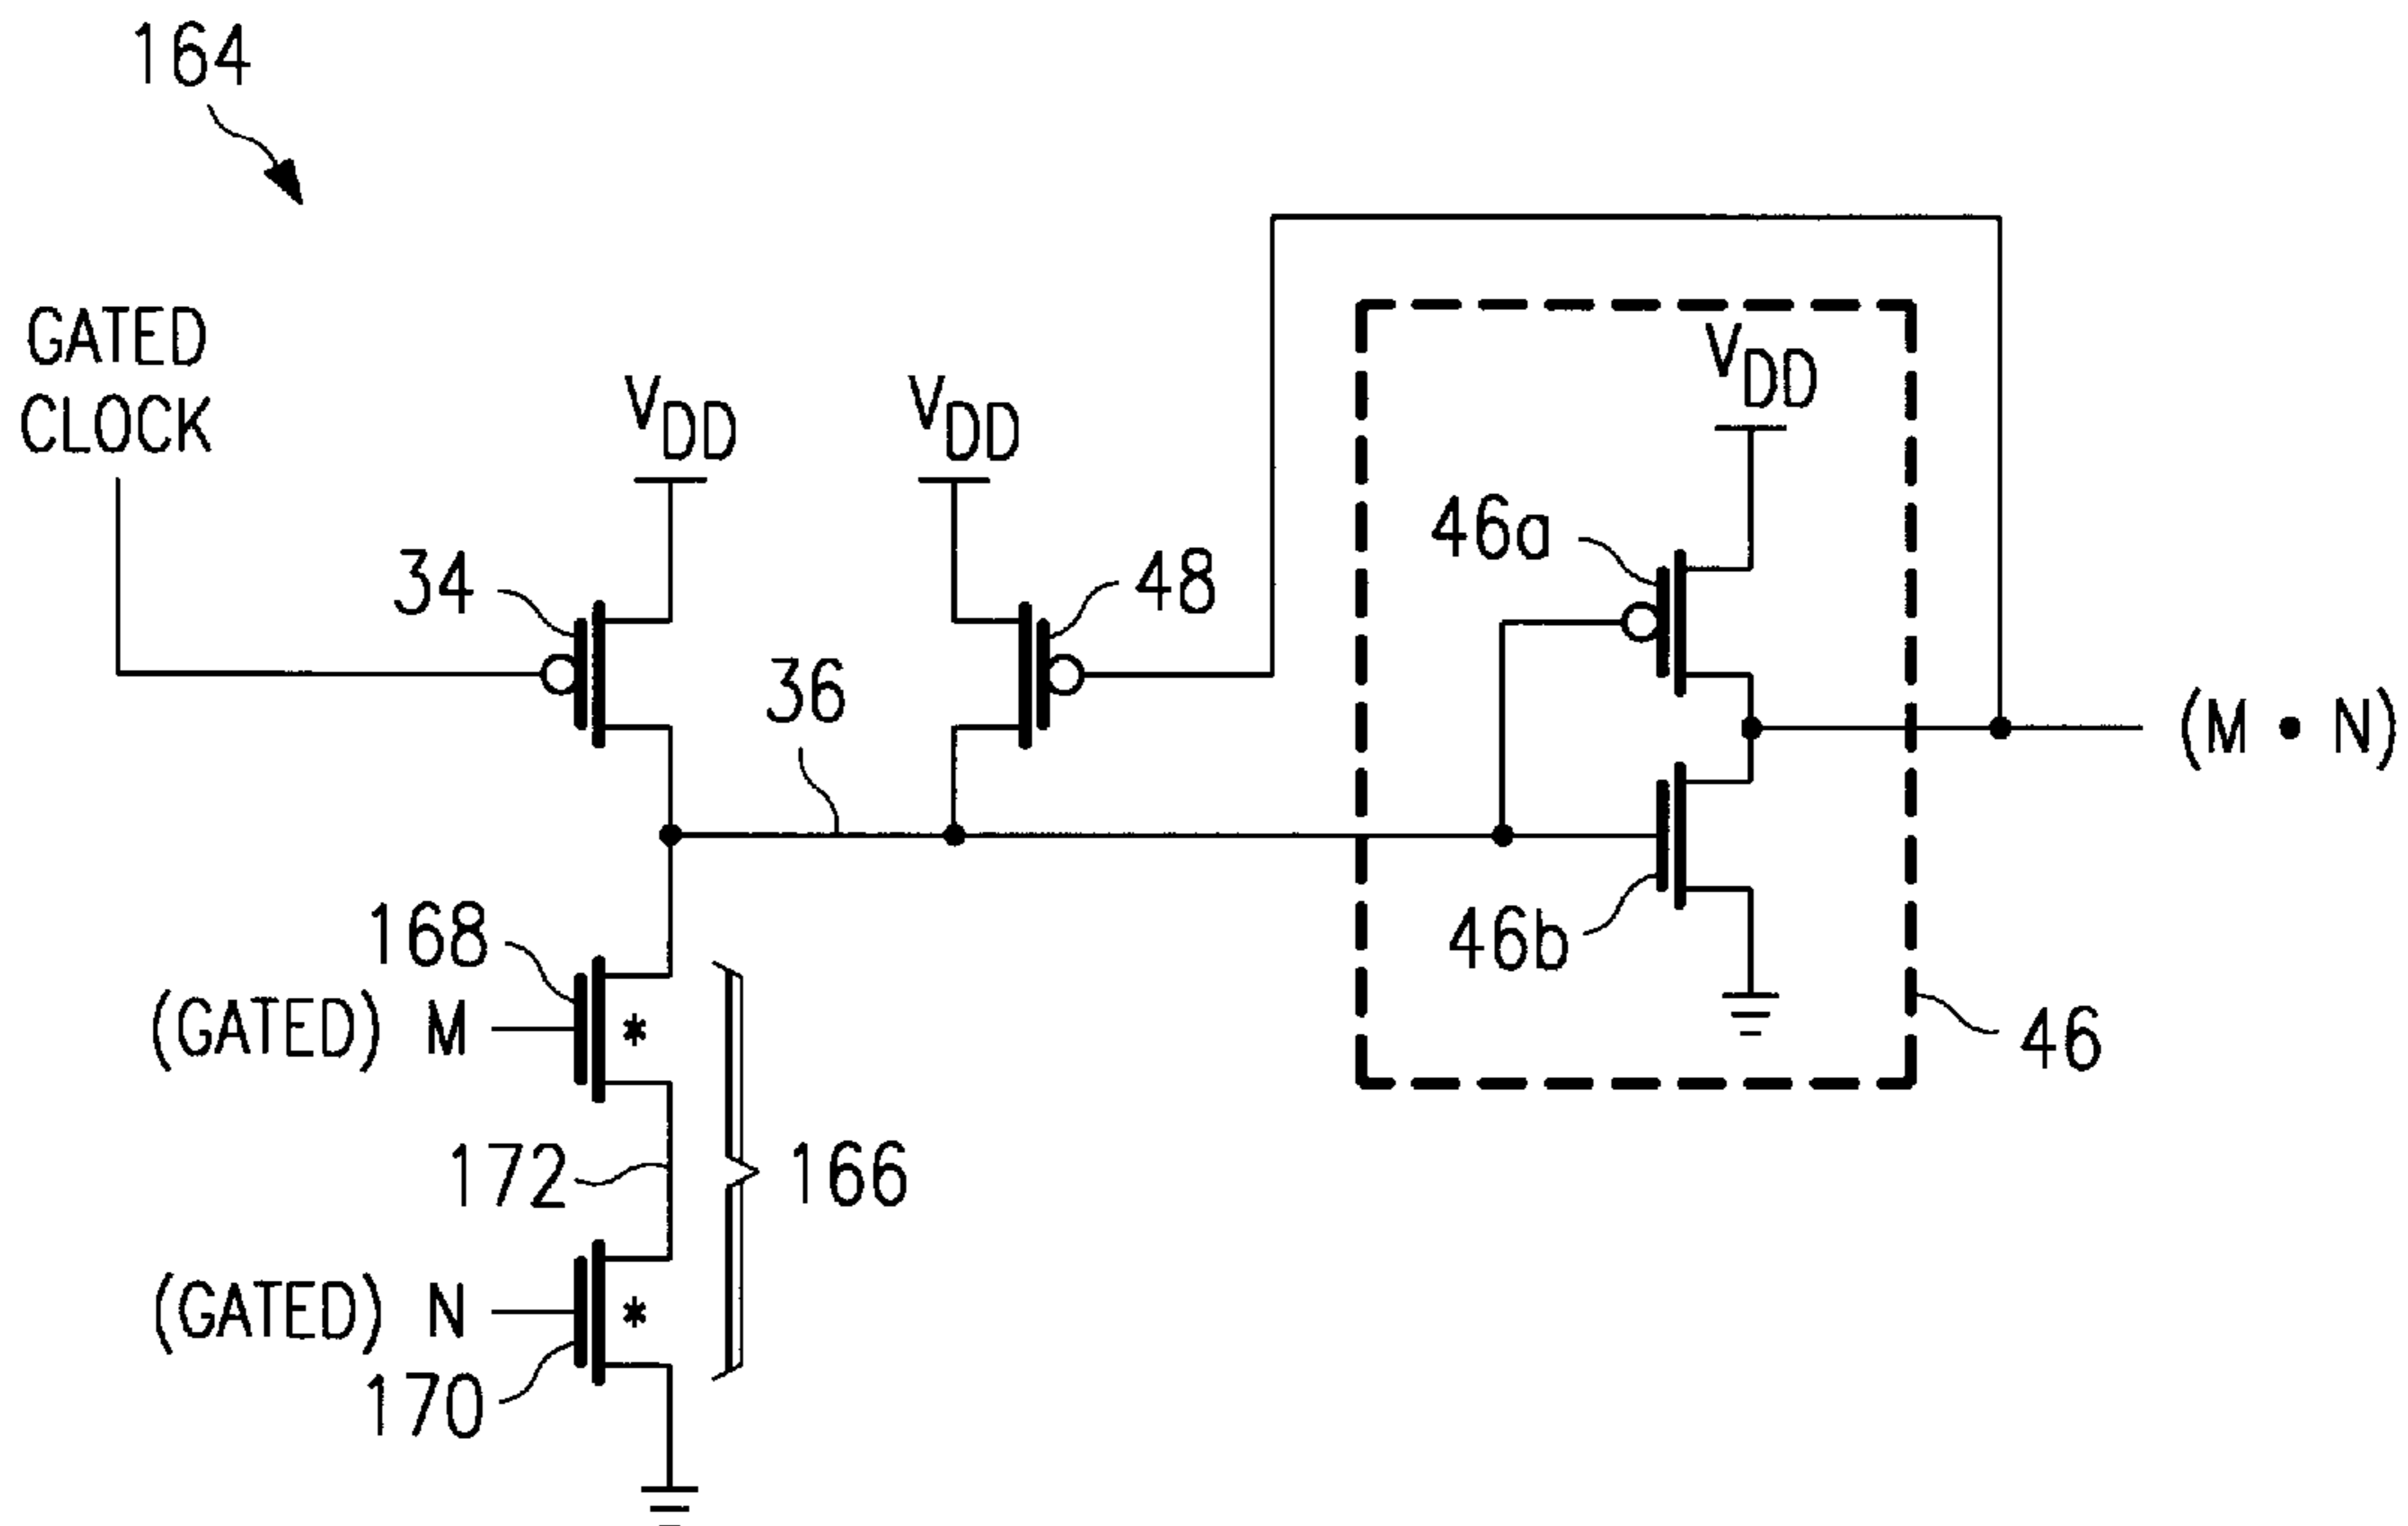 164
GATED
CLOCK
VDD
VDD
VDD
34
48
46a
36
(M • N)
168
46b
(GATED) M *
46
172
166
(GATED) N *
170